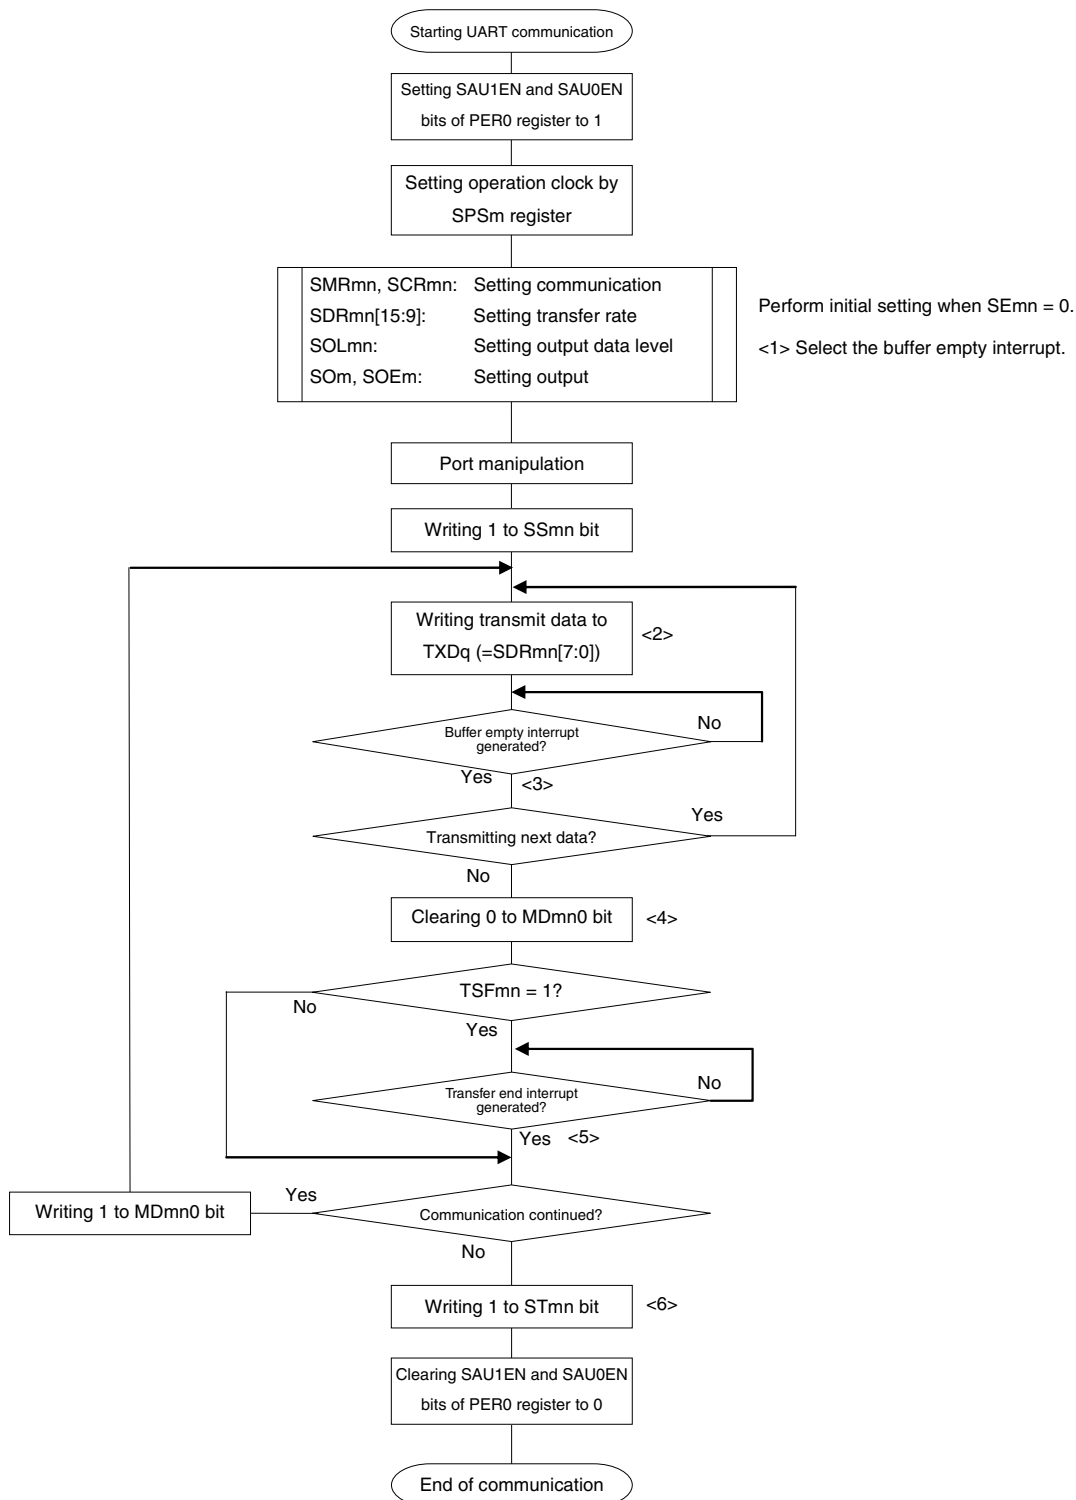 Starting UART communication
Setting SAU1EN and SAU0EN
bits of PER0 register to 1
Setting operation clock by
SPSm register
SMRmn, SCRmn: Setting communication
SDRmn[15:9]: Setting transfer rate
SOLmn: Setting output data level
SOm, SOEm: Setting output
Perform initial setting when SEmn = 0.
<1> Select the buffer empty interrupt.
Port manipulation
Writing 1 to SSmn bit
Writing transmit data to
TXDq (=SDRmn[7:0])
<2>
Buffer empty interrupt
generated?
No
Yes
<3>
Transmitting next data?
Yes
No
Clearing 0 to MDmn0 bit
<4>
TSFmn = 1?
No
Yes
Transfer end interrupt
generated?
No
Yes
<5>
Writing 1 to MDmn0 bit
Yes
Communication continued?
No
Writing 1 to STmn bit
<6>
Clearing SAU1EN and SAU0EN
bits of PER0 register to 0
End of communication